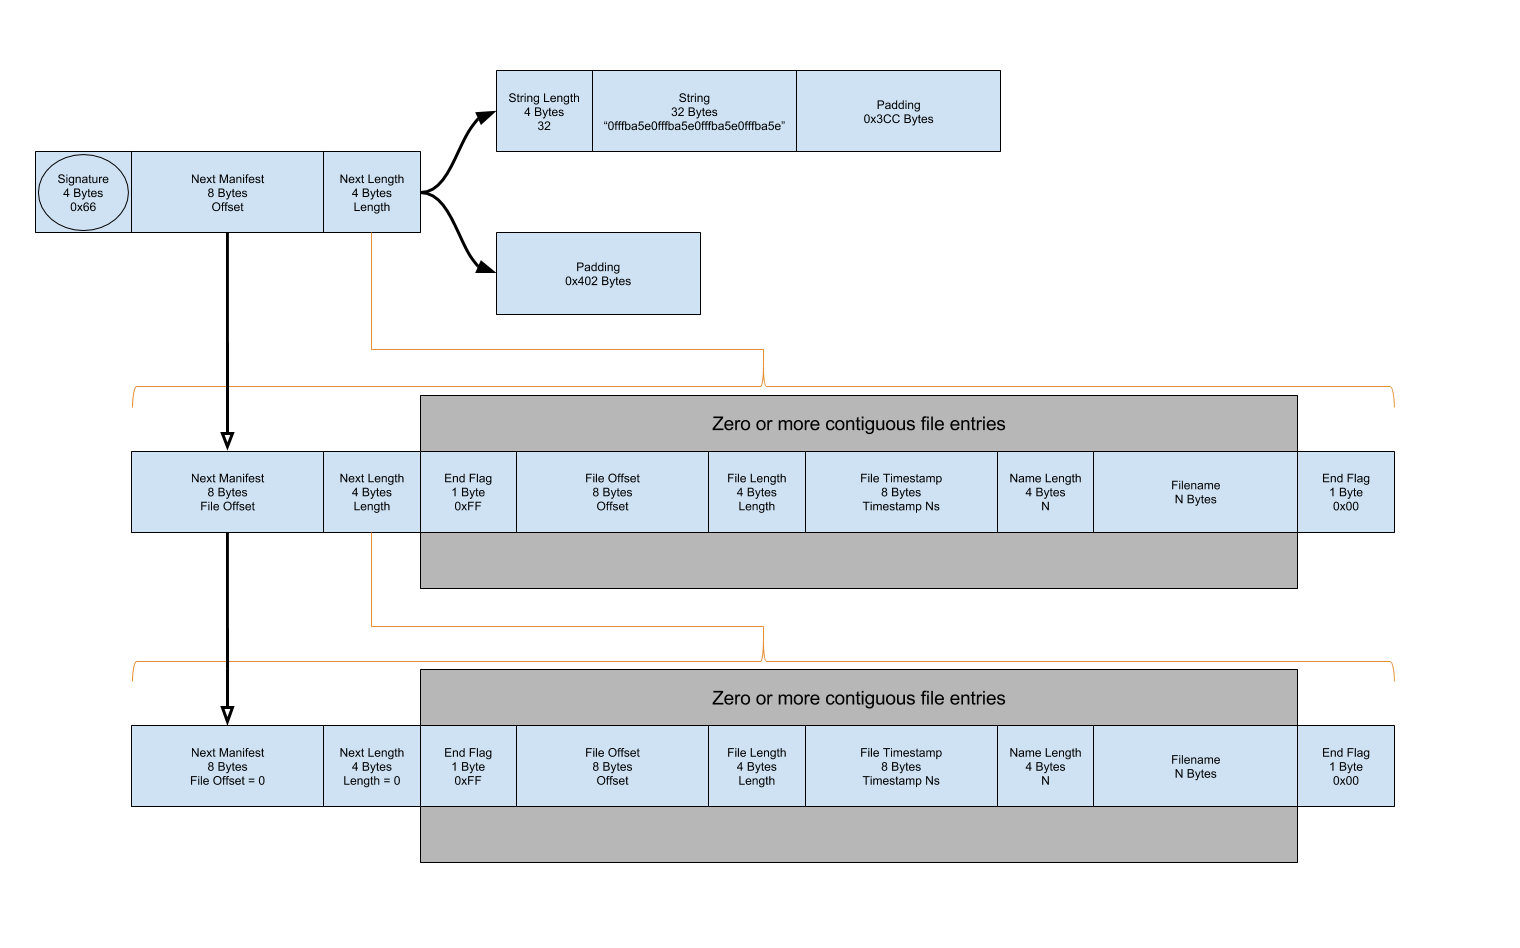 String Length
4 Bytes
32
String
32 Bytes
“0fffba5e0fffba5e0fffba5e0fffba5e”
Padding
0x3CC Bytes
Signature
4 Bytes
0x66
Next Manifest
8 Bytes
Offset
Next Length
4 Bytes
Length
Padding
0x402 Bytes
Zero or more contiguous file entries
Next Manifest
8 Bytes
File Offset
Next Length
4 Bytes
Length
End Flag
1 Byte
0xFF
File Offset
8 Bytes
Offset
File Length
4 Bytes
Length
File Timestamp
8 Bytes
Timestamp Ns
Name Length
4 Bytes
N
Filename
N Bytes
End Flag
1 Byte
0x00
Zero or more contiguous file entries
Next Manifest
8 Bytes
File Offset = 0
Next Length
4 Bytes
Length = 0
End Flag
1 Byte
0xFF
File Offset
8 Bytes
Offset
File Length
4 Bytes
Length
File Timestamp
8 Bytes
Timestamp Ns
Name Length
4 Bytes
N
Filename
N Bytes
End Flag
1 Byte
0x00